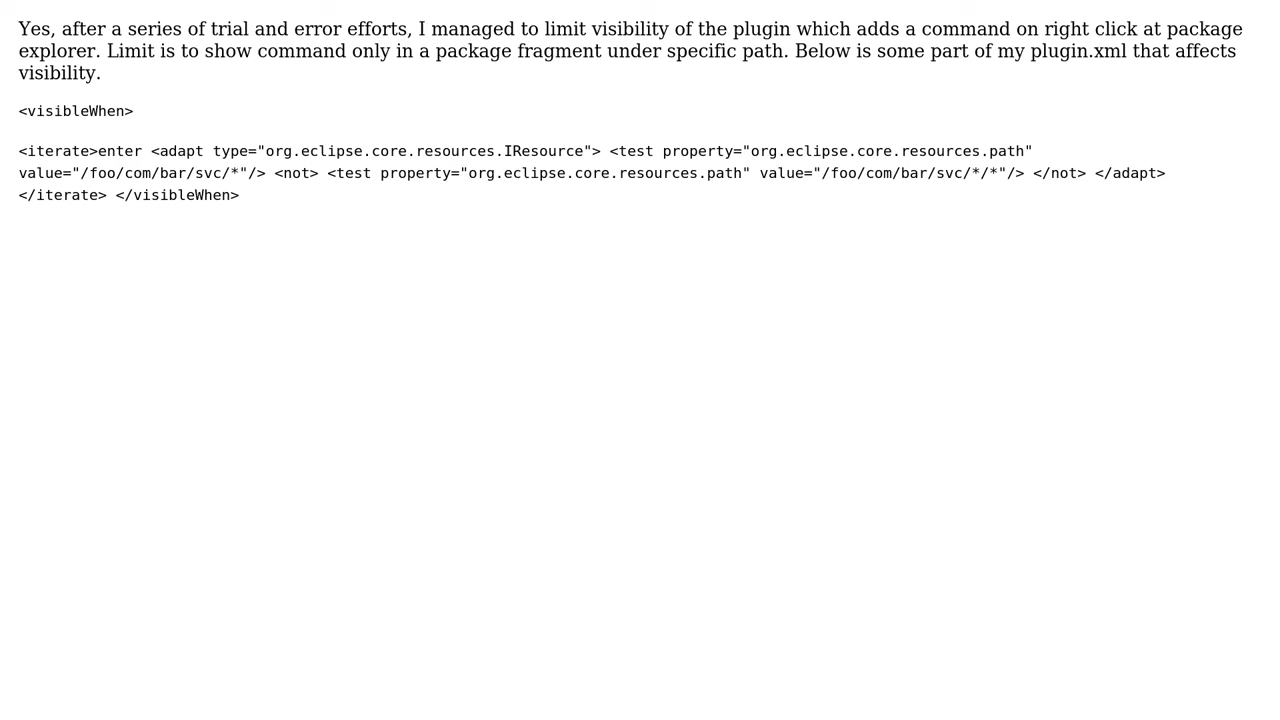 Yes, after a series of trial and error efforts, I managed to limit visibility of the plugin which adds a command on right click at package
explorer. Limit is to show command only in a package fragment under specific path. Below is some part of my plugin.xml that affects
visibility.
<visibleWhen>
<iterate>enter <adapt type="org.eclipse.core.resources.IResource"> <test property="org.eclipse.core.resources.path"
value="/foo/com/bar/svc/*"/> <not> <test property="org.eclipse.core.resources.path" value="/foo/com/bar/svc/*/*"/> </not> </adapt>
</iterate> </visibleWhen>